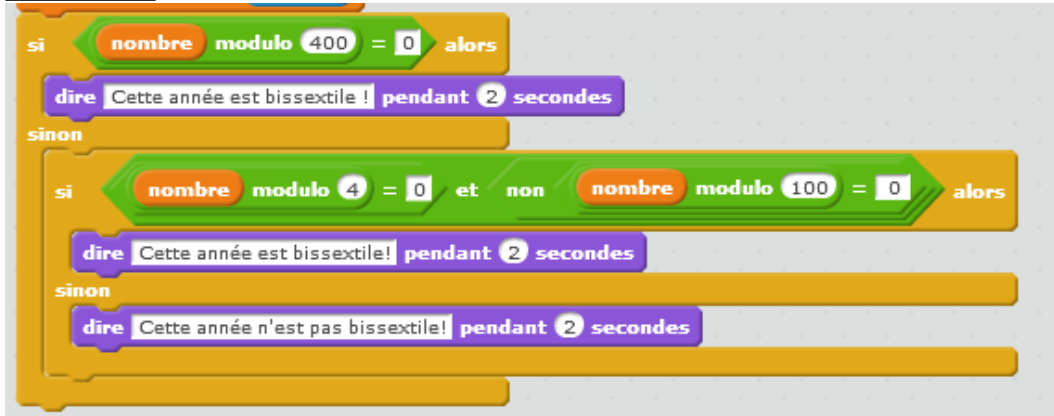 si nombre modulo 400 = 0 alors
dire Cette année est bissextile ! pendant 2 secondes
sinon
si nombre modulo 4 = 0 et non nombre modulo 100 = 0 alors
dire Cette année est bissextile! pendant 2 secondes
sinon
dire Cette année n'est pas bissextile! pendant 2 secondes